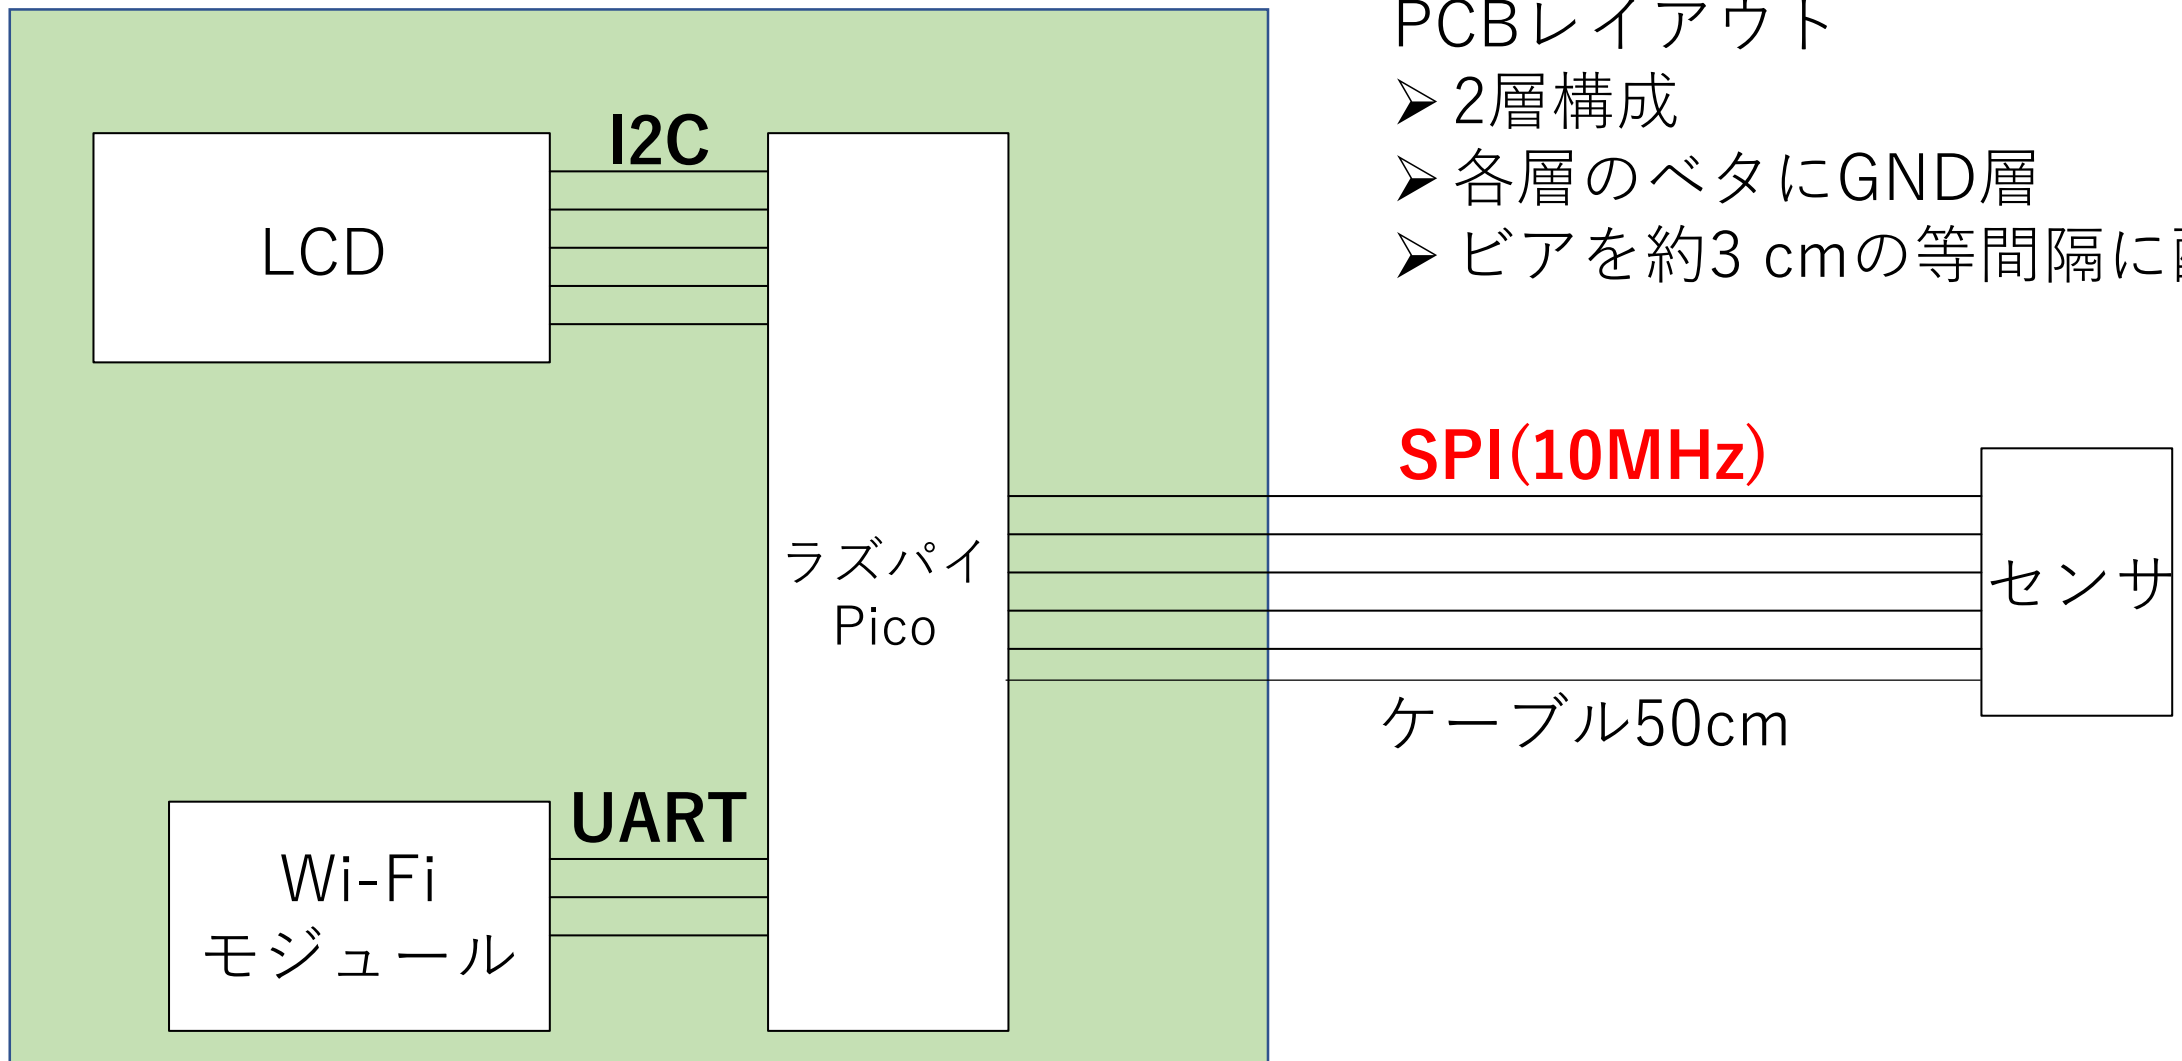 PCBレイアウト
2層構成
各層のベタにGND層
ビアを約3 cmの等間隔に
I2C
LCD
SPI(10MHz)
センサ
ラズパイ
Pico
ケーブル50cm
UART
Wi-Fi
モジュール